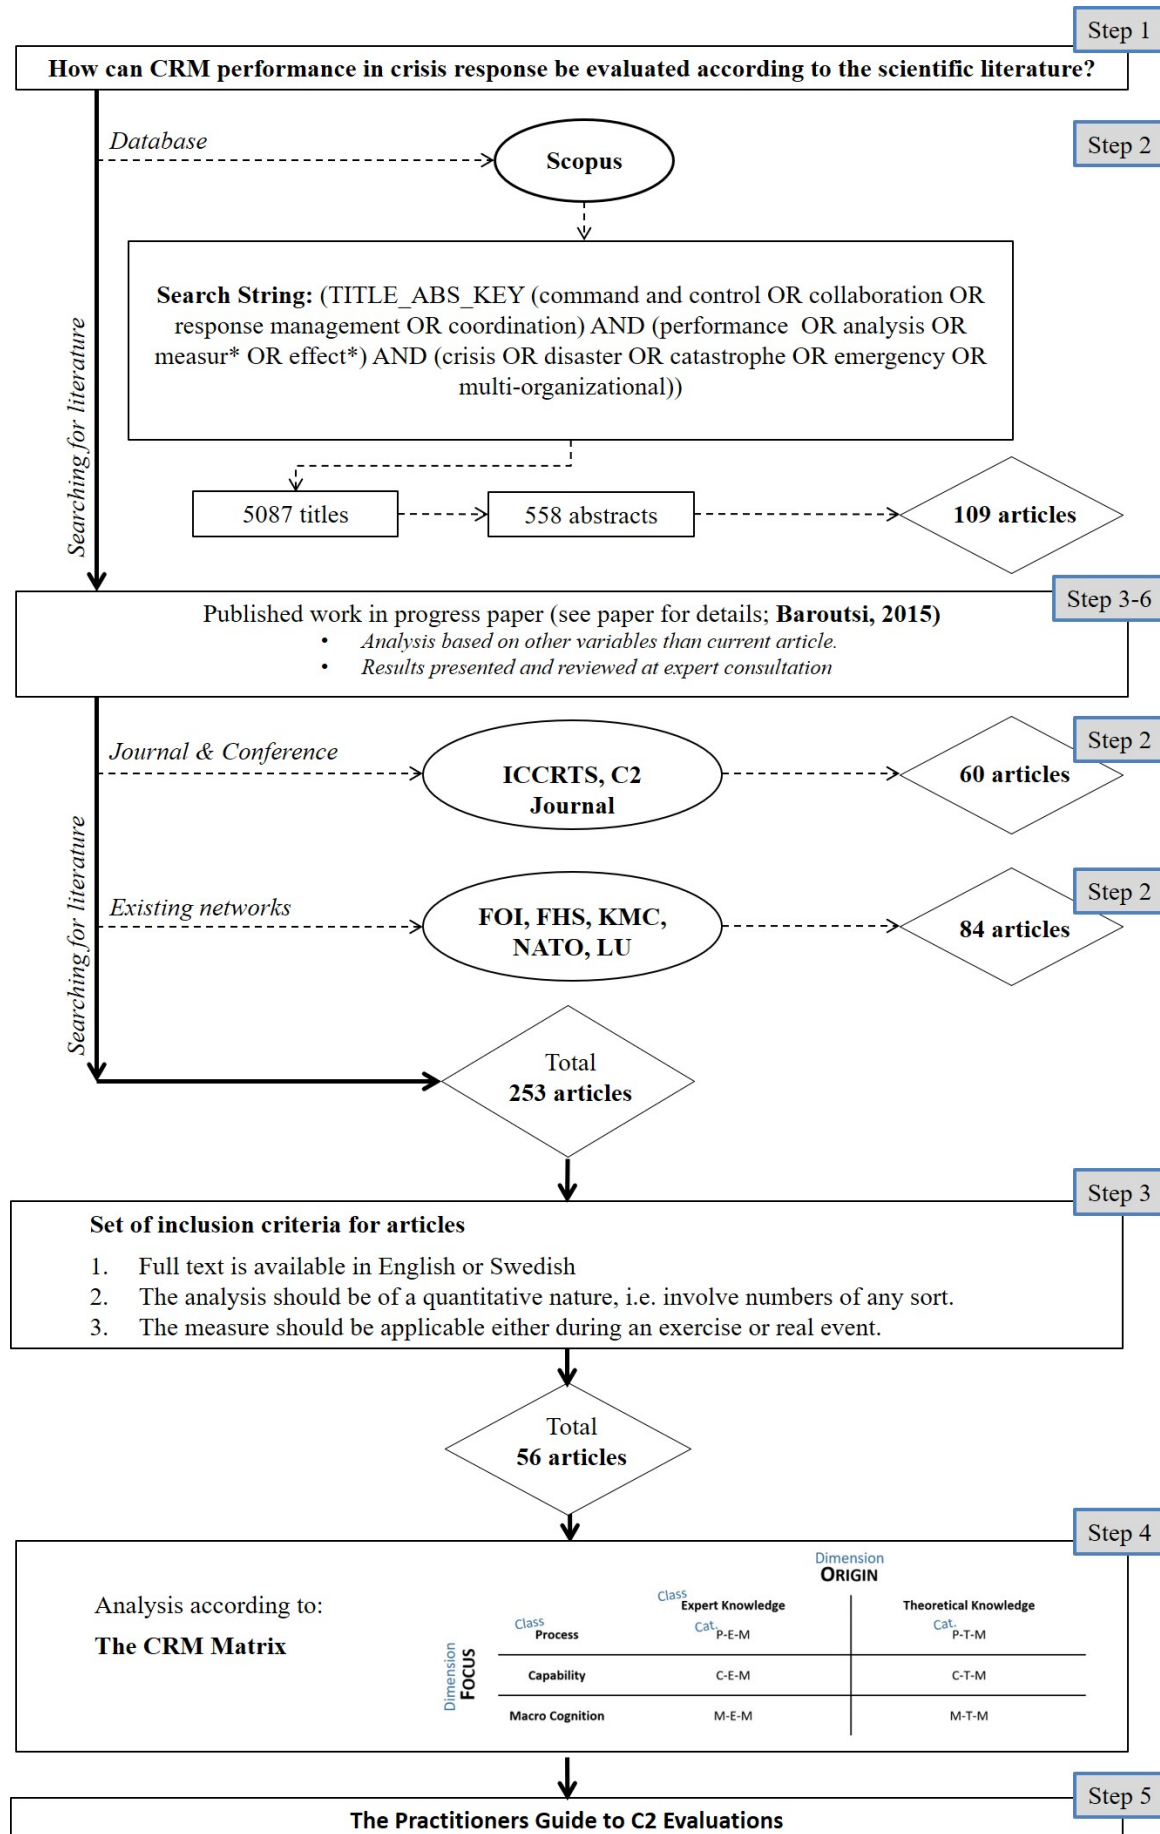 Step 1
How can CRM performance in crisis response be evaluated according to the scientific literature?
Database
Scopus
Step 2
Search String: (TITLE_ABS_KEY (command and control OR collaboration OR
response management OR coordination) AND (performance OR analysis OR
measur* OR effect*) AND (crisis OR disaster OR catastrophe OR emergency OR
multi-organizational))
Searching for literature
5087 titles
558 abstracts
109 articles
Step 3-6
Published work in progress paper (see paper for details; Baroutsi, 2015)
• Analysis based on other variables than current article.
• Results presented and reviewed at expert consultation
Step 2
Journal & Conference
ICCRTS, C2
Journal
60 articles
Step 2
Existing networks
FOI, FHS, KMC,
NATO, LU
84 articles
Searching for literature
Total
253 articles
Step 3
Set of inclusion criteria for articles
1. Full text is available in English or Swedish
2. The analysis should be of a quantitative nature, i.e. involve numbers of any sort.
3. The measure should be applicable either during an exercise or real event.
Total
56 articles
Step 4
Analysis according to:
The CRM Matrix
Dimension
ORIGIN
Class
Expert Knowledge
Theoretical Knowledge
Dimension
FOCUS
Class
Process
Cat.
P-E-M
Cat.
P-T-M
Capability
C-E-M
C-T-M
Macro Cognition
M-E-M
M-T-M
Step 5
The Practitioners Guide to C2 Evaluations